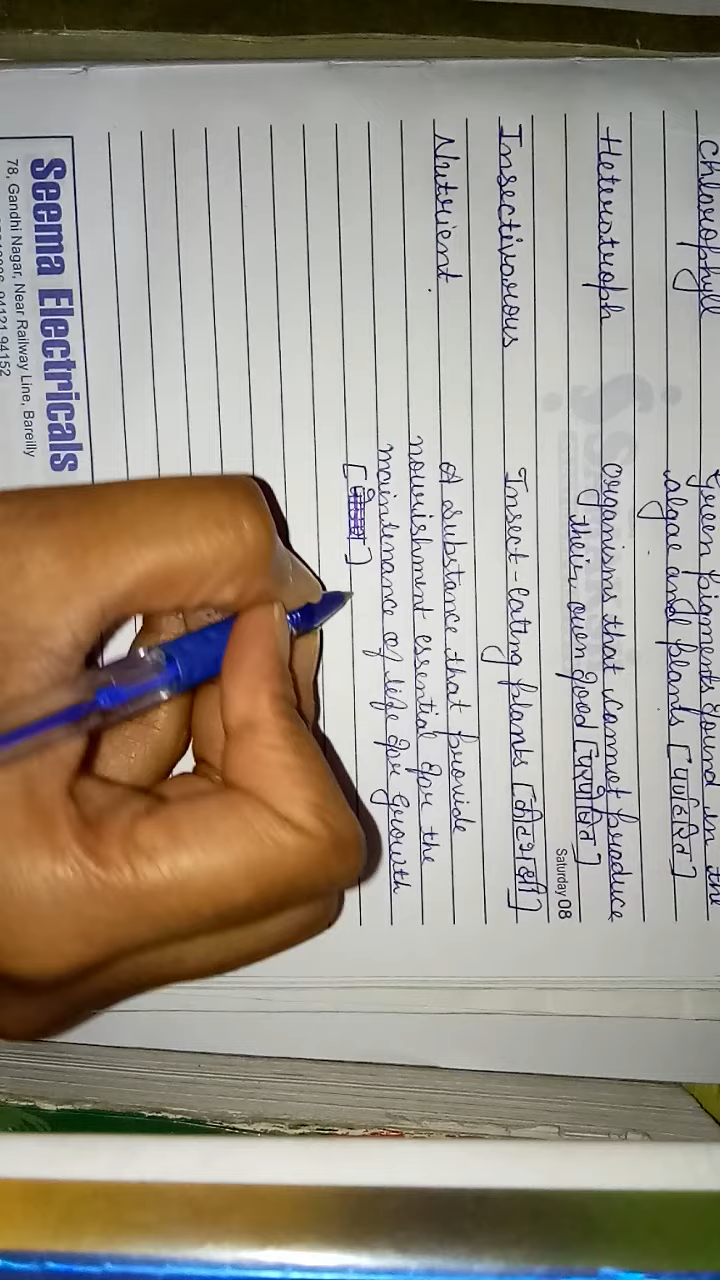 Chlorophyll Green pigments found in the
algae and plants [पर्णहरित]
Heterotroph Organisms that cannot produce
their own food [परपोषित]
Saturday 08
Insectivorous Insect-eating plants [कीटभक्षी]
Nutrient A substance that provide
nourishment essential for the
maintenance of life for growth
Seema Electricals
78, Gandhi Nagar, Near Railway Line, Bareilly
94121 94152